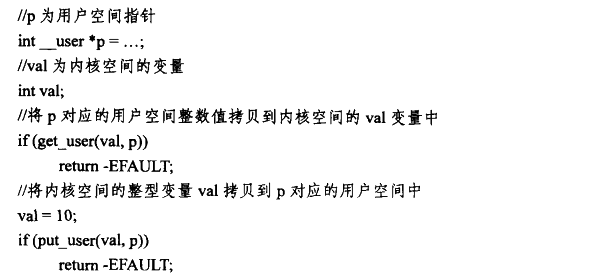 //p 为用户空间指针
int __user *p = …;
//val 为内核空间的变量
int val;
//将 p 对应的用户空间整数值拷贝到内核空间的 val 变量中
if (get_user(val, p))
return -EFAULT;
//将内核空间的整型变量 val 拷贝到 p 对应的用户空间中
val = 10;
if (put_user(val, p))
return -EFAULT;